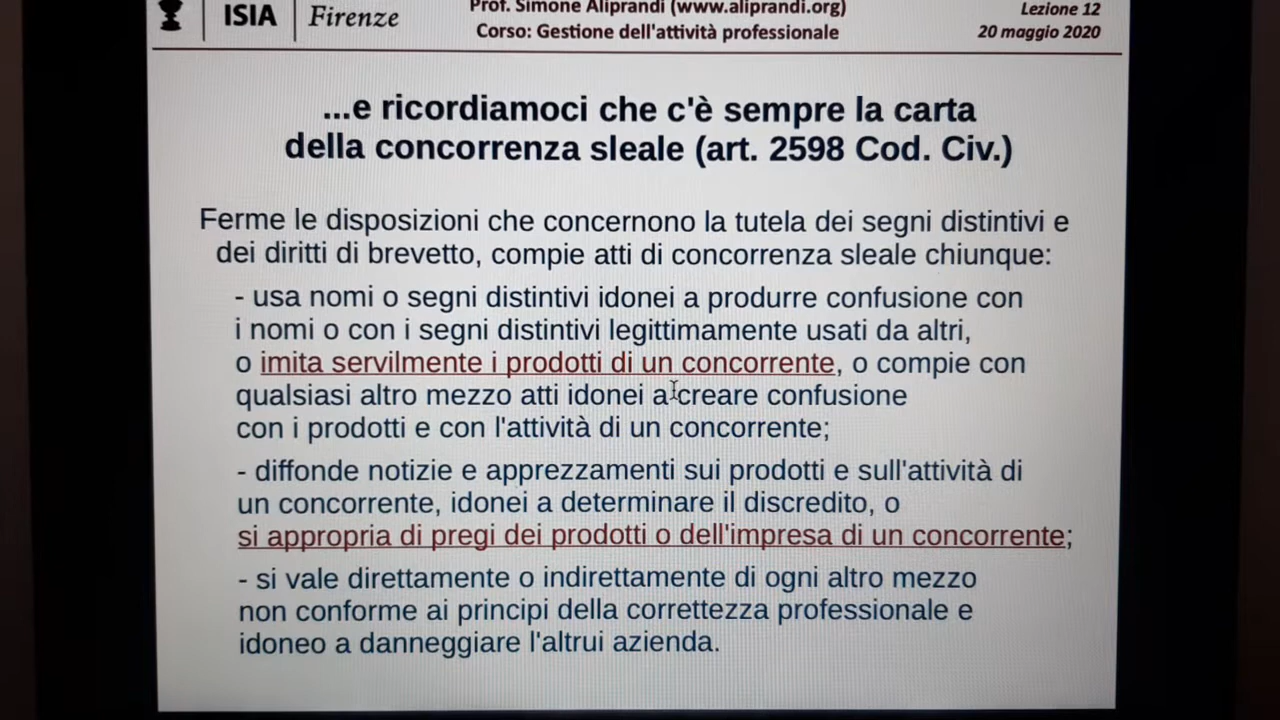 ISIA Firenze
Prof. Simone Aliprandi (www.aliprandi.org)
Corso: Gestione dell'attività professionale
Lezione 12
20 maggio 2020
...e ricordiamoci che c'è sempre la carta
della concorrenza sleale (art. 2598 Cod. Civ.)
Ferme le disposizioni che concernono la tutela dei segni distintivi e
dei diritti di brevetto, compie atti di concorrenza sleale chiunque:
- usa nomi o segni distintivi idonei a produrre confusione con
i nomi o con i segni distintivi legittimamente usati da altri,
o imita servilmente i prodotti di un concorrente, o compie con
qualsiasi altro mezzo atti idonei a creare confusione
con i prodotti e con l'attività di un concorrente;
- diffonde notizie e apprezzamenti sui prodotti e sull'attività di
un concorrente, idonei a determinare il discredito, o
si appropria di pregi dei prodotti o dell'impresa di un concorrente;
- si vale direttamente o indirettamente di ogni altro mezzo
non conforme ai principi della correttezza professionale e
idoneo a danneggiare l'altrui azienda.